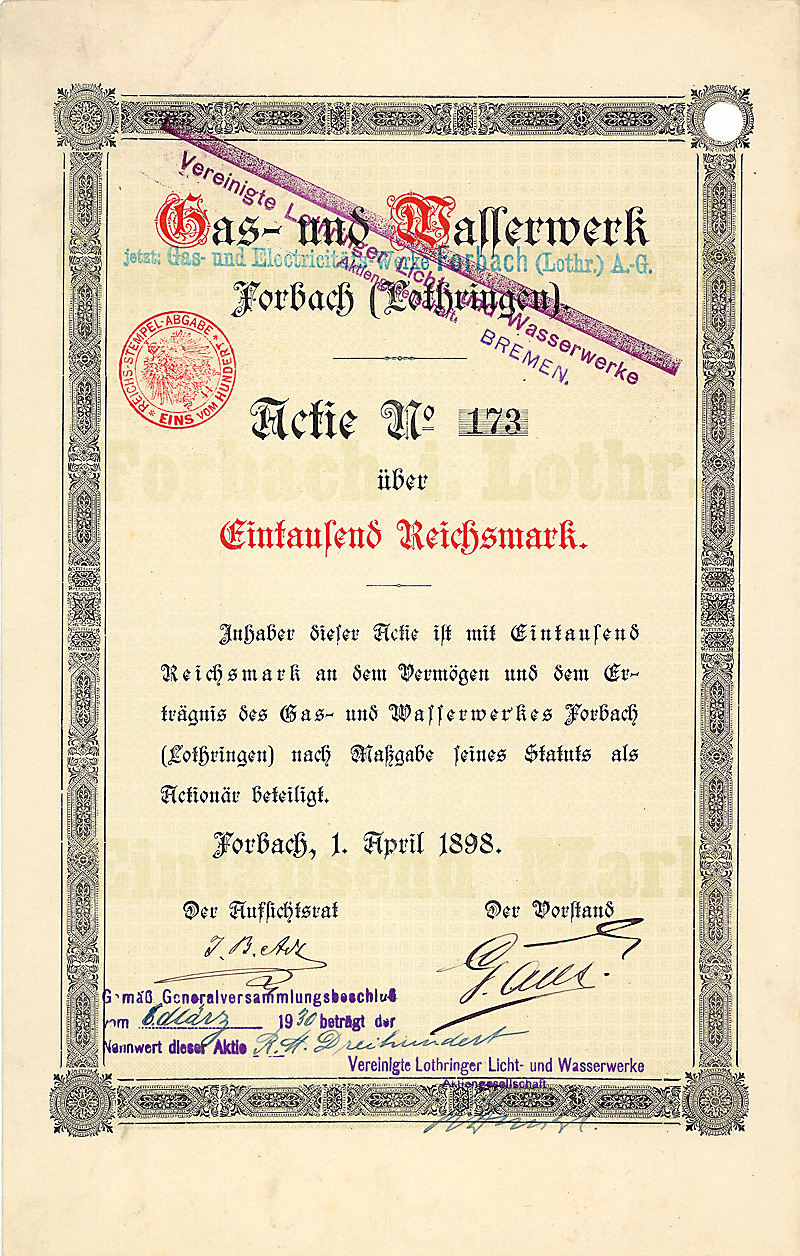 Gas- und Wasserwerk
jetzt: Gas- und Electricitäts-Werke Forbach (Lothr.) A.-G.
Forbach (Lothringen).
Vereinigte Lothringer Licht- und Wasserwerke
Aktiengesellschaft.
BREMEN.
REICHS-STEMPEL-ABGABE * EINS VOM HUNDERT *
Actie No 173
Forbach i. Lothr.
über
Eintausend Reichsmark.
Inhaber dieser Actie ist mit Eintausend
Reichsmark an dem Vermögen und dem Er-
trägnis des Gas- und Wasserwerkes Forbach
(Lothringen) nach Maßgabe seines Statuts als
Actionär beteiligt.
Forbach, 1. April 1898.
Eintausend Mark
Der Aufsichtsrat
Der Vorstand
Gemäß Generalversammlungsbeschluß
vom 6. März 1930 beträgt der
Nennwert dieser Aktie R.M. Dreihundert
Vereinigte Lothringer Licht- und Wasserwerke
Aktiengesellschaft